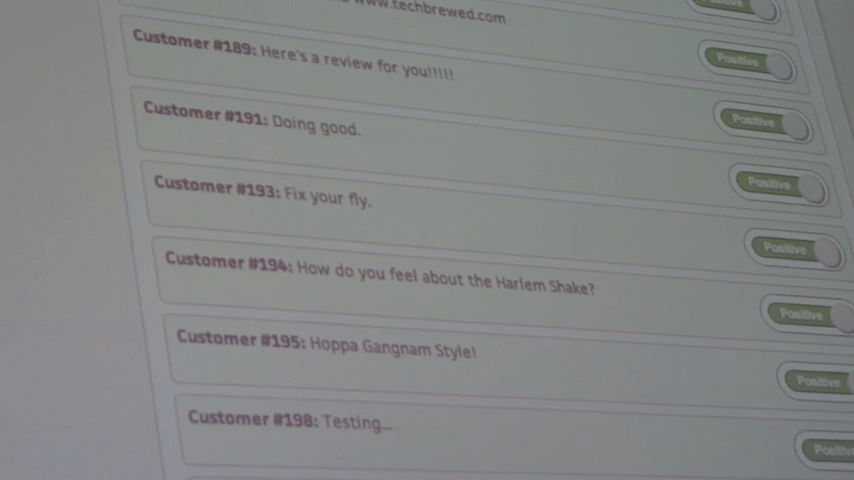 www.techbrewed.com
Positive
Customer #189: Here's a review for you!!!!!
Positive
Customer #191: Doing good.
Positive
Customer #193: Fix your fly.
Positive
Customer #194: How do you feel about the Harlem Shake?
Positive
Customer #195: Hoppa Gangnam Style!
Positive
Customer #198: Testing...
Positive
Positive